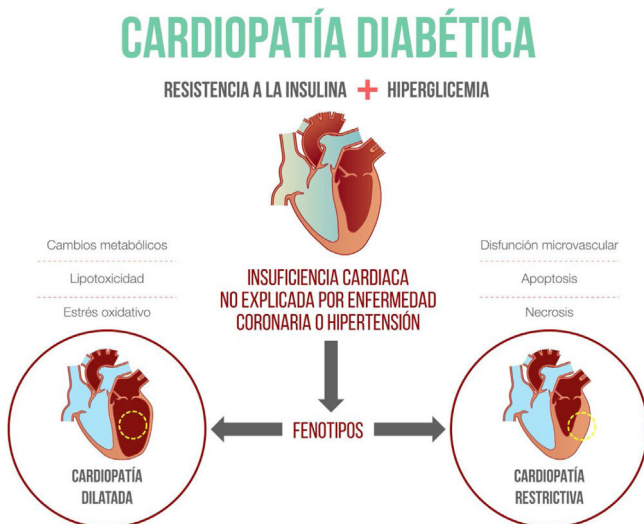 CARDIOPATÍA DIABÉTICA
RESISTENCIA A LA INSULINA + HIPERGLICEMIA
Cambios metabólicos
Lipotoxicidad
Estrés oxidativo
INSUFICIENCIA CARDIACA
NO EXPLICADA POR ENFERMEDAD
CORONARIA O HIPERTENSIÓN
Disfunción microvascular
Apoptosis
Necrosis
FENOTIPOS
CARDIOPATÍA
DILATADA
CARDIOPATÍA
RESTRICTIVA